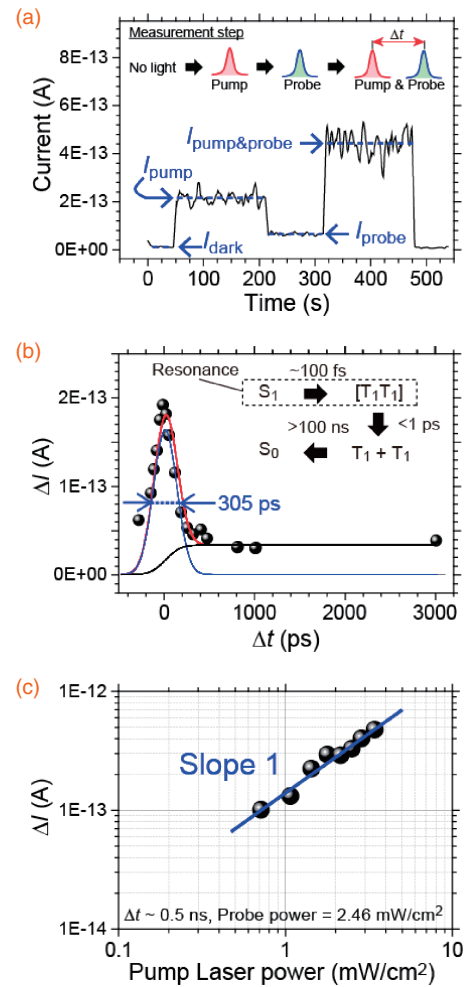 (a)
Measurement step
Δt
No light
Pump
Probe
Pump & Probe
8E-13
6E-13
4E-13
2E-13
0E+00
Current (A)
Ipump
Idark
Ipump&probe
Iprobe
0 100 200 300 400 500
Time (s)
(b)
Resonance
~100 fs
S1 [T1T1]
>100 ns <1 ps
S0 T1 + T1
2E-13
1E-13
0E+00
ΔI (A)
305 ps
0 1000 2000 3000
Δt (ps)
(c)
1E-12
1E-13
1E-14
ΔI (A)
Slope 1
Δt ~ 0.5 ns, Probe power = 2.46 mW/cm²
0.1 1 10
Pump Laser power (mW/cm²)